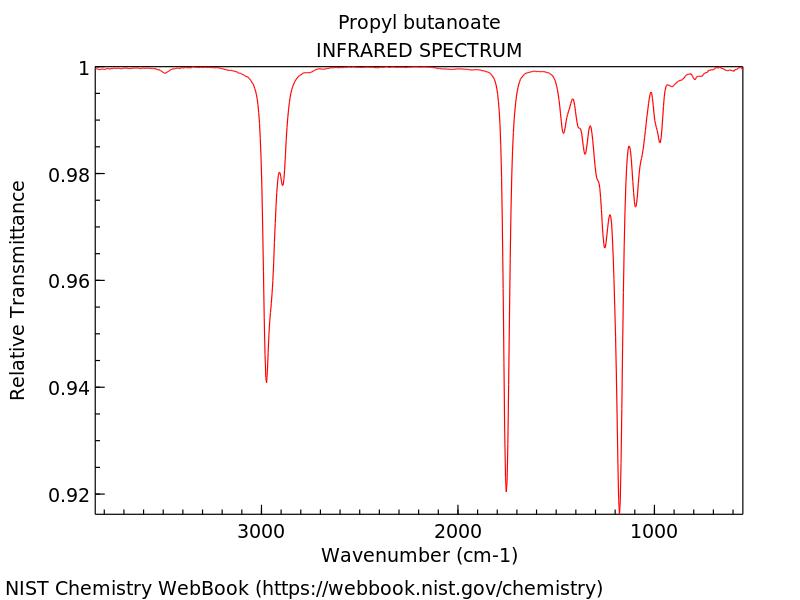 Propyl butanoate
INFRARED SPECTRUM
1
0.98
0.96
0.94
0.92
Relative Transmittance
3000 2000 1000
Wavenumber (cm-1)
NIST Chemistry WebBook (https://webbook.nist.gov/chemistry)